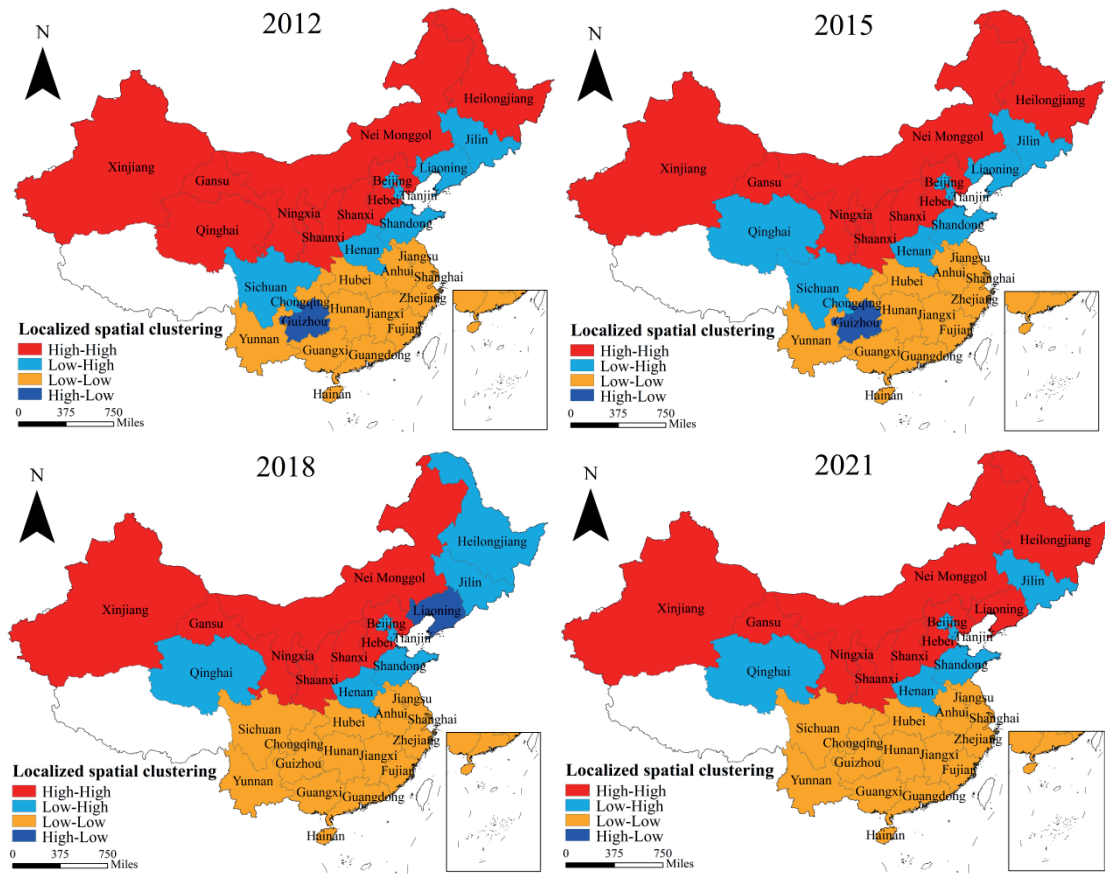 2012
N
Heilongjiang
Nei Monggol
Jilin
Xinjiang
Liaoning
Gansu
Beijing
Tianjin
Hebei
Ningxia
Shanxi
Shandong
Qinghai
Shaanxi
Henan
Jiangsu
Anhui
Shanghai
Sichuan
Hubei
Chongqing
Zhejiang
Hunan
Jiangxi
Guizhou
Fujian
Yunnan
Guangxi
Guangdong
Hainan
Localized spatial clustering
High-High
Low-High
Low-Low
High-Low
0 375 750
Miles
2015
N
Heilongjiang
Nei Monggol
Jilin
Xinjiang
Liaoning
Gansu
Beijing
Tianjin
Hebei
Ningxia
Shanxi
Shandong
Qinghai
Shaanxi
Henan
Jiangsu
Anhui
Shanghai
Sichuan
Hubei
Chongqing
Zhejiang
Hunan
Jiangxi
Guizhou
Fujian
Yunnan
Guangxi
Guangdong
Hainan
Localized spatial clustering
High-High
Low-High
Low-Low
High-Low
0 375 750
Miles
2018
N
Heilongjiang
Nei Monggol
Jilin
Xinjiang
Liaoning
Gansu
Beijing
Tianjin
Hebei
Ningxia
Shanxi
Shandong
Qinghai
Shaanxi
Henan
Jiangsu
Anhui
Shanghai
Sichuan
Hubei
Chongqing
Zhejiang
Hunan
Jiangxi
Guizhou
Fujian
Yunnan
Guangxi
Guangdong
Hainan
Localized spatial clustering
High-High
Low-High
Low-Low
High-Low
0 375 750
Miles
2021
N
Heilongjiang
Nei Monggol
Jilin
Xinjiang
Liaoning
Gansu
Beijing
Tianjin
Hebei
Ningxia
Shanxi
Shandong
Qinghai
Shaanxi
Henan
Jiangsu
Anhui
Shanghai
Sichuan
Hubei
Chongqing
Zhejiang
Hunan
Jiangxi
Guizhou
Fujian
Yunnan
Guangxi
Guangdong
Hainan
Localized spatial clustering
High-High
Low-High
Low-Low
High-Low
0 375 750
Miles